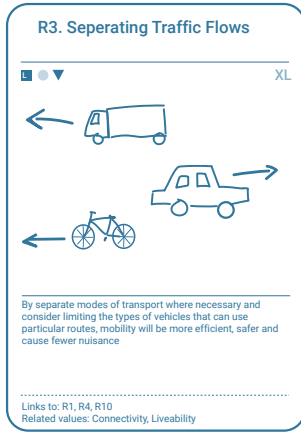 R3. Seperating Traffic Flows
L
XL
By separate modes of transport where necessary and
consider limiting the types of vehicles that can use
particular routes, mobility will be more efficient, safer and
cause fewer nuisance
Links to: R1, R4, R10
Related values: Connectivity, Liveability